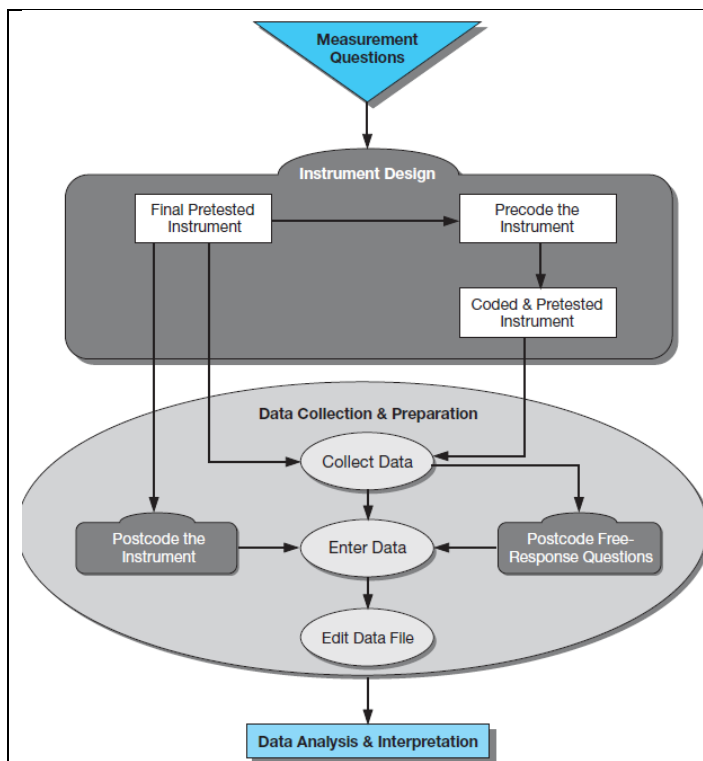 Measurement
Questions
Instrument Design
Final Pretested
Instrument
Precode the
Instrument
Coded & Pretested
Instrument
Data Collection & Preparation
Collect Data
Postcode the
Instrument
Enter Data
Postcode Free-
Response Questions
Edit Data File
Data Analysis & Interpretation